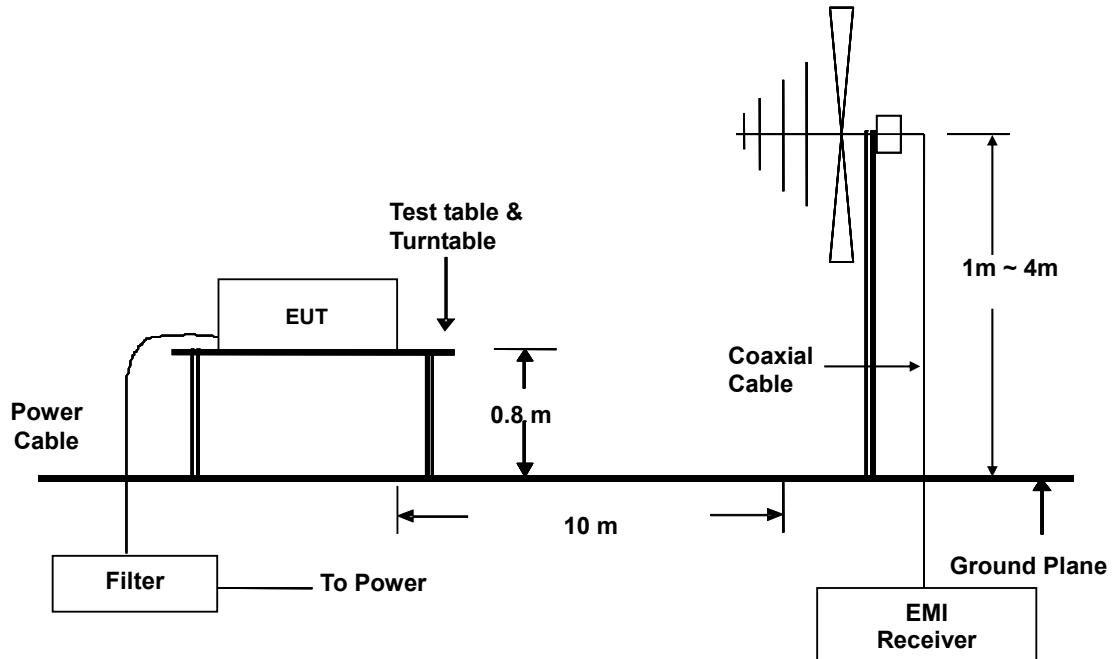 Test table &
Turntable
1m ~ 4m
EUT
Coaxial
Cable
0.8 m
Power
Cable
10 m
Ground Plane
Filter
To Power
EMI
Receiver